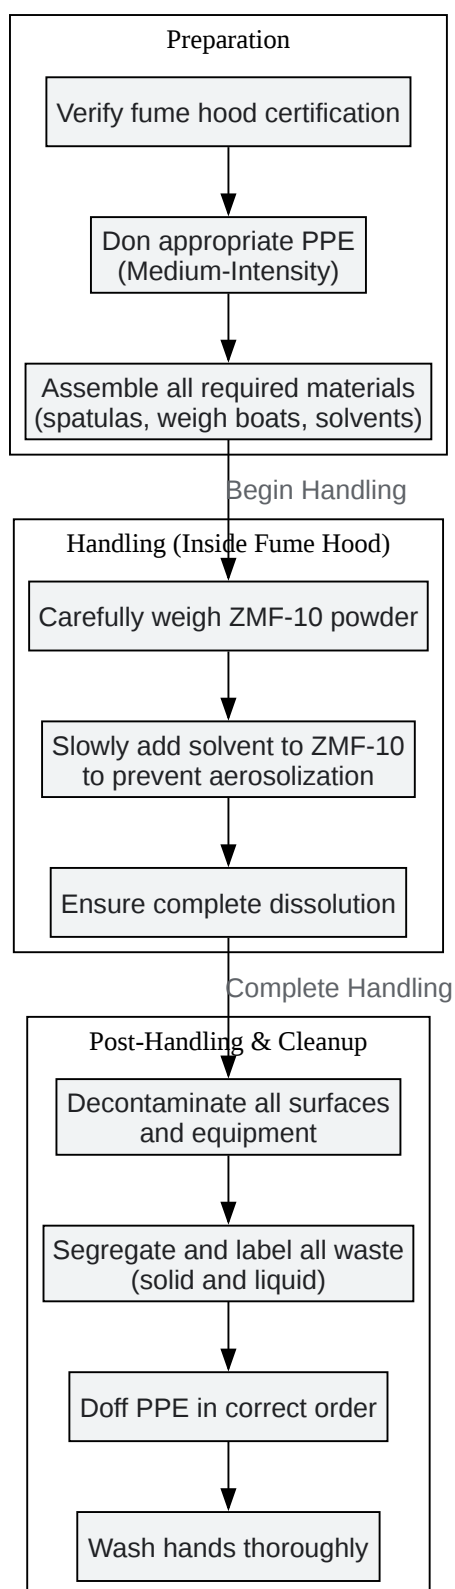 Preparation
Verify fume hood certification
Don appropriate PPE
(Medium-Intensity)
Assemble all required materials
(spatulas, weigh boats, solvents)
Begin Handling
Handling (Inside Fume Hood)
Carefully weigh ZMF-10 powder
Slowly add solvent to ZMF-10
to prevent aerosolization
Ensure complete dissolution
Complete Handling
Post-Handling & Cleanup
Decontaminate all surfaces
and equipment
Segregate and label all waste
(solid and liquid)
Doff PPE in correct order
Wash hands thoroughly